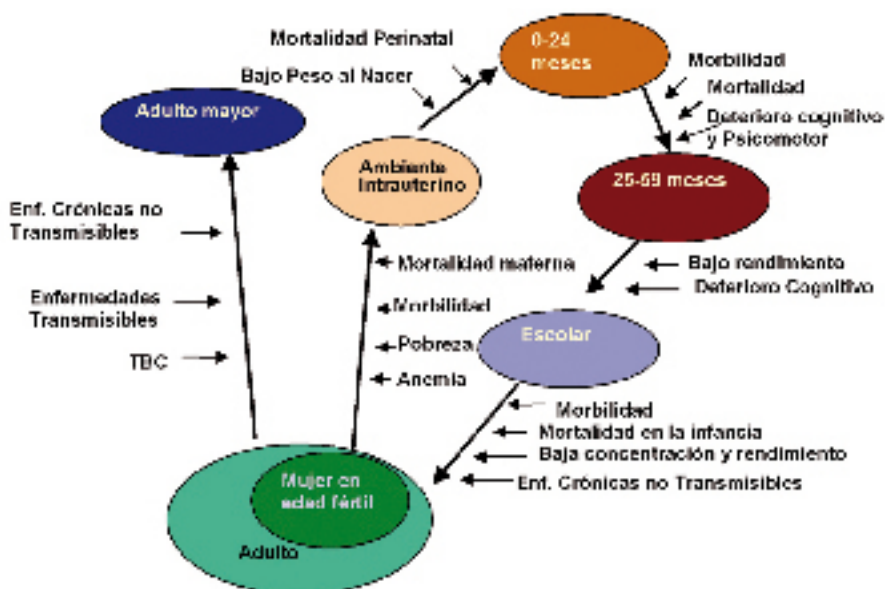 Mortalidad Perinatal
Bajo Peso al Nacer
0-24
meses
Morbilidad
Mortalidad
Deterioro cognitivo
y Psicomotor
Adulto mayor
Ambiente
Intrauterino
25-59 meses
Enf. Crónicas no
Transmisibles
Mortalidad materna
Bajo rendimiento
Deterioro Cognitivo
Enfermedades
Transmisibles
Morbilidad
Pobreza
Anemia
TBC
Escolar
Morbilidad
Mortalidad en la infancia
Baja concentración y rendimiento
Enf. Crónicas no Transmisibles
Mujer en
edad fértil
Adulto